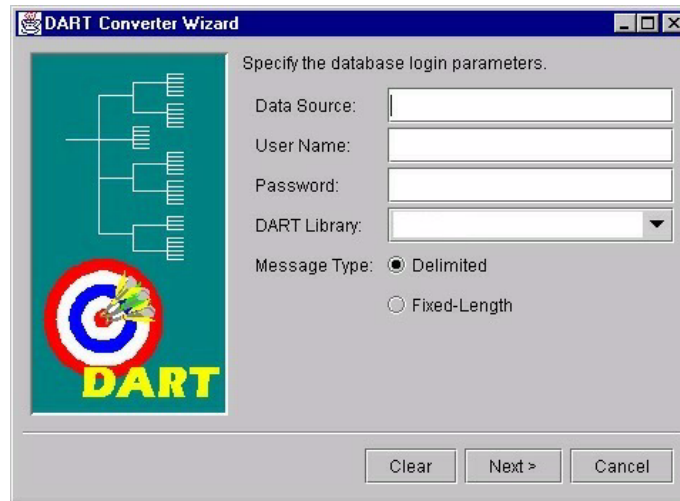 DART Converter Wizard
Specify the database login parameters.
Data Source:
User Name:
Password:
DART Library:
Message Type: Delimited
Fixed-Length
DART
Clear Next > Cancel